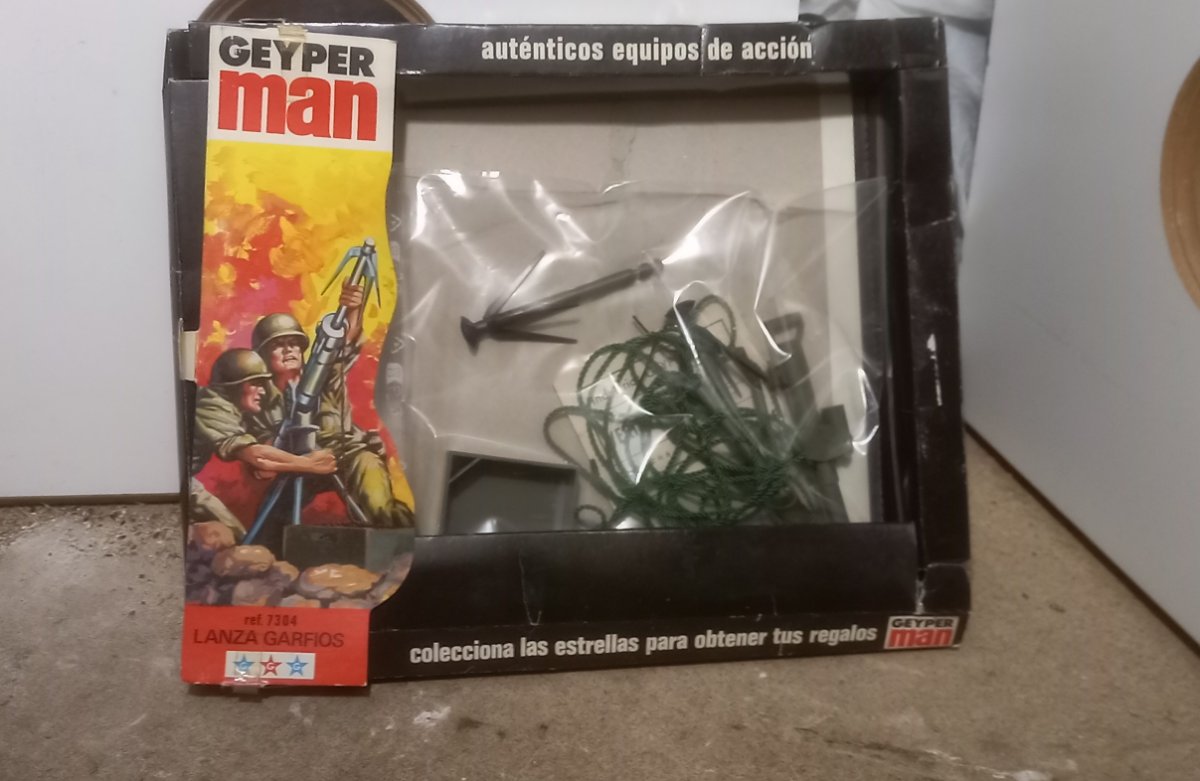 GEYPER
man
auténticos equipos de acción
ref. 7304
LANZA GARFIOS
colecciona las estrellas para obtener tus regalos
GEYPER
man